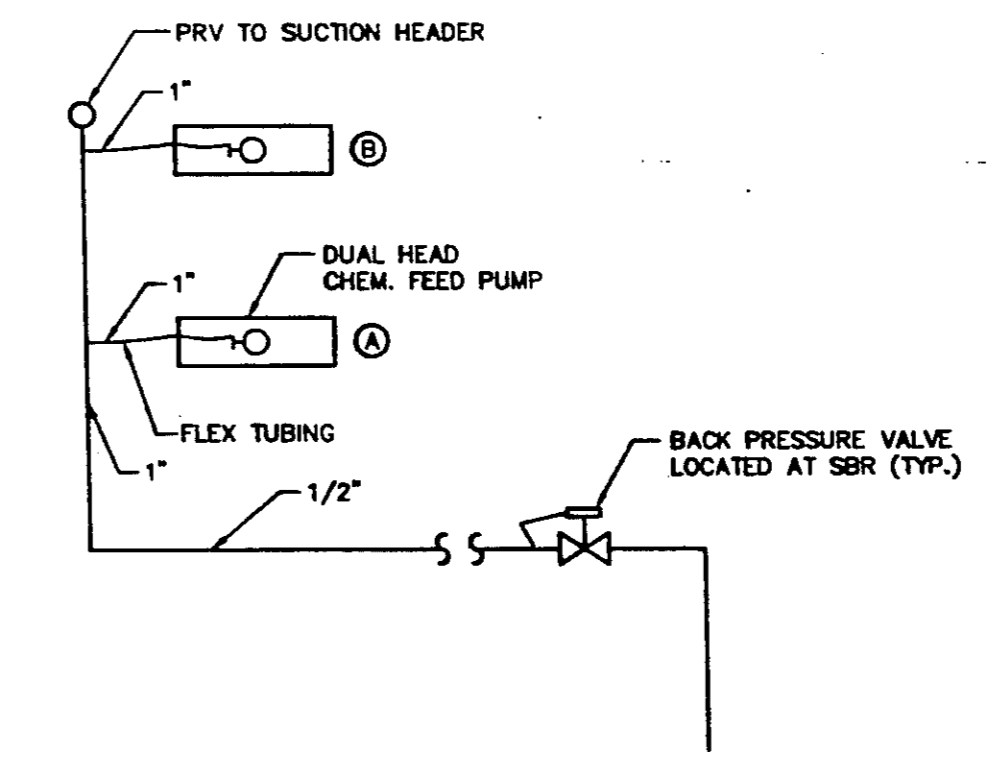 PRV TO SUCTION HEADER
1"
B
DUAL HEAD
CHEM. FEED PUMP
1"
A
FLEX TUBING
1"
BACK PRESSURE VALVE
LOCATED AT SBR (TYP.)
1/2"